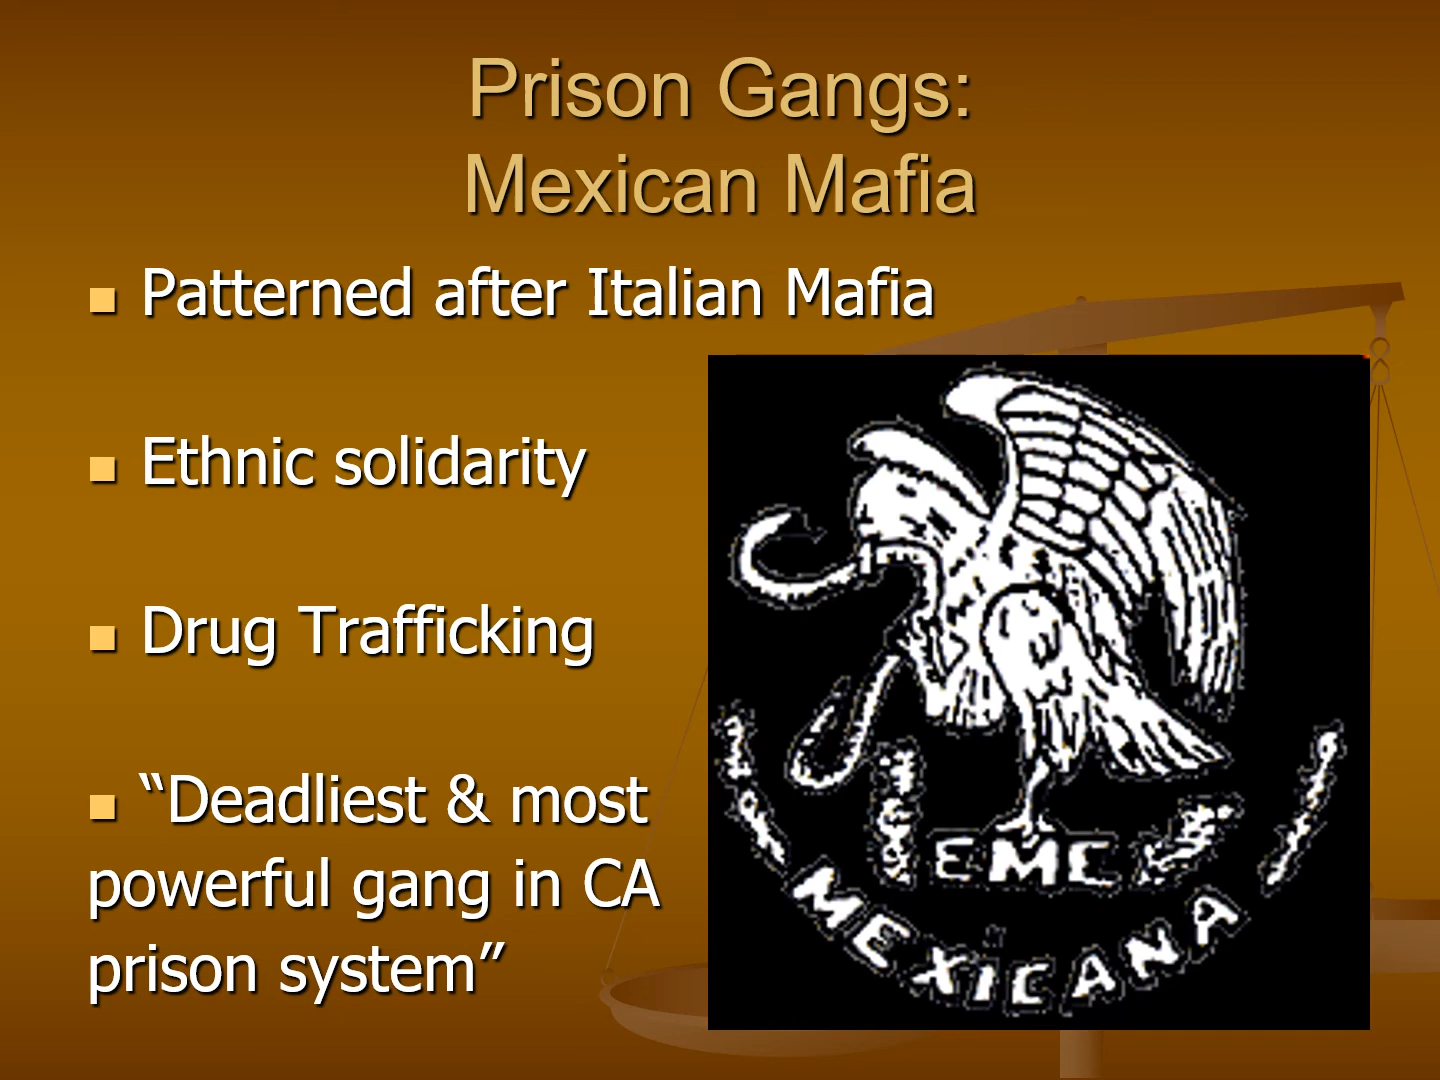 Prison Gangs:
Mexican Mafia
Patterned after Italian Mafia
Ethnic solidarity
Drug Trafficking
“Deadliest & most
powerful gang in CA
prison system”
EME
MEXICANA